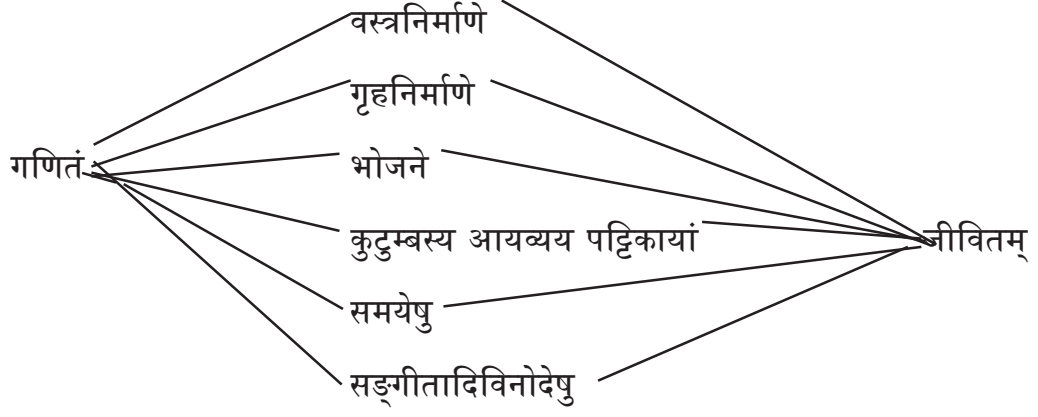 वस्त्रनिर्माणे
गृहनिर्माणे
गणितं
भोजने
कुटुम्बस्य आयव्यय पट्टिकायां
जीवितम्
समयेषु
सङ्गीतादिविनोदेषु